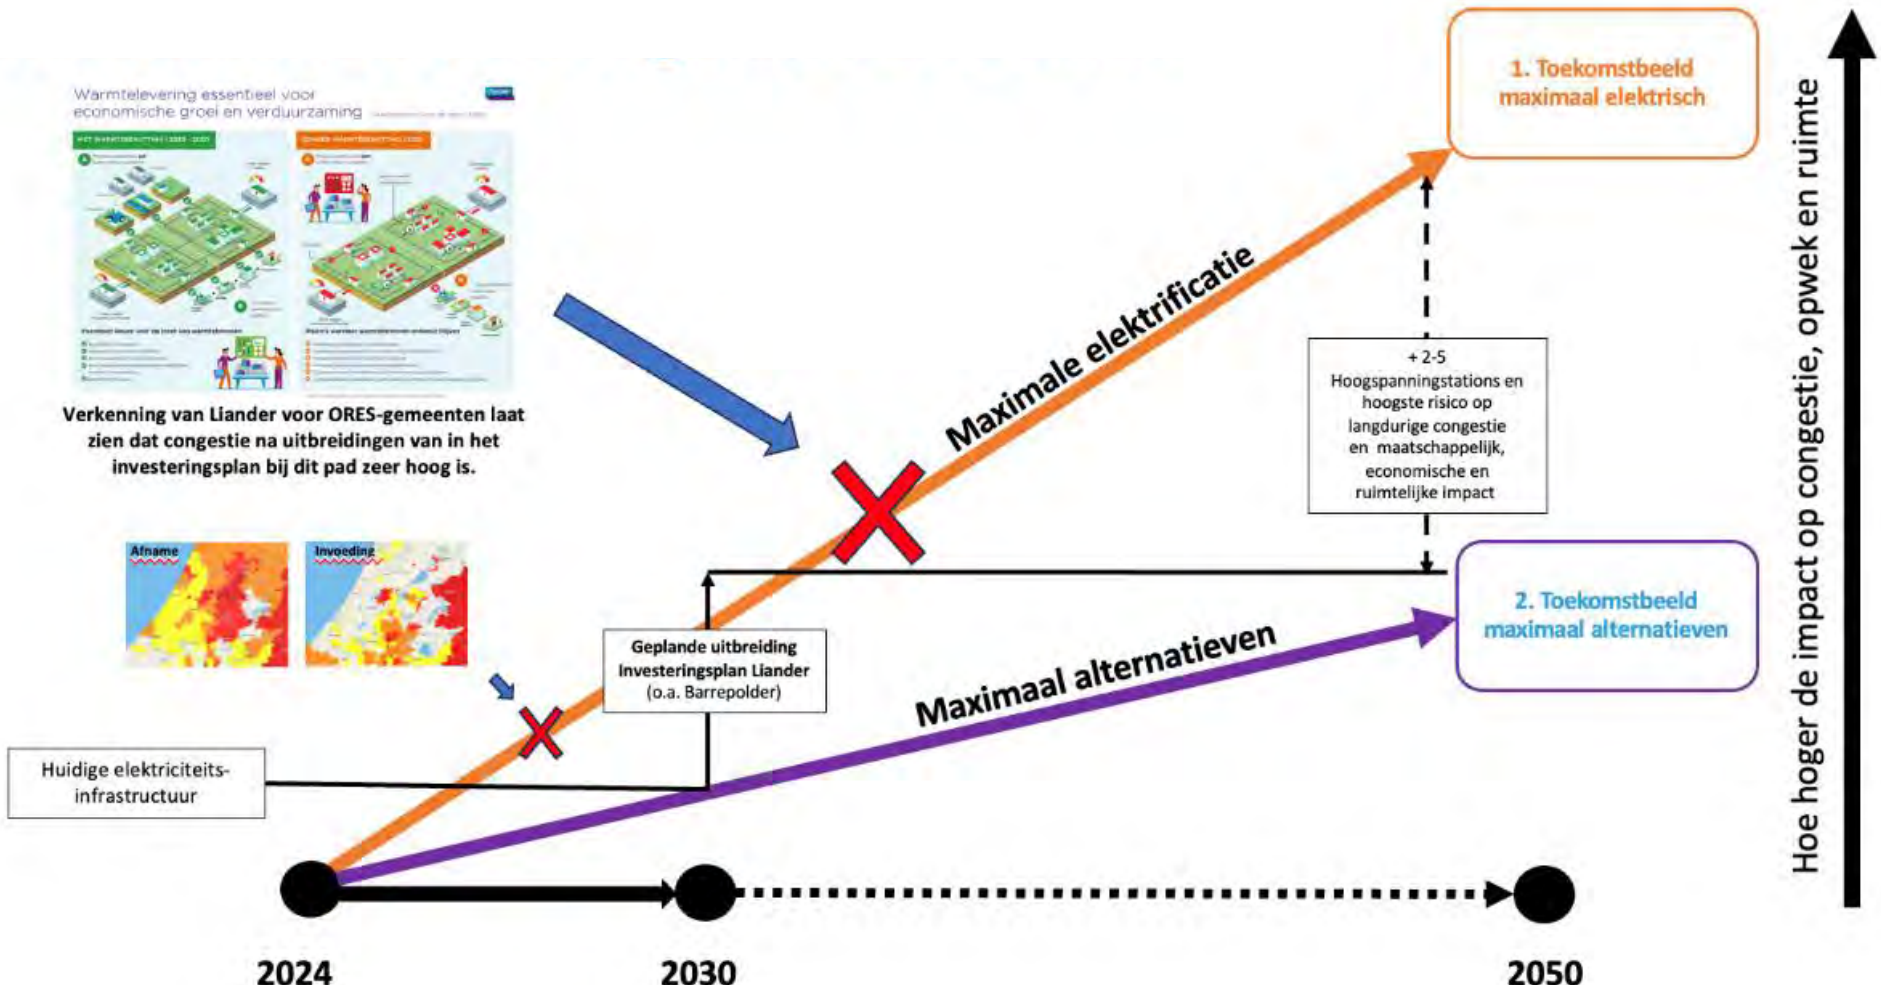 Warmtelevering essentieel voor
economische groei en verduurzaming
Verkenning van Liander voor ORES-gemeenten laat
zien dat congestie na uitbreidingen van in het
investeringsplan bij dit pad zeer hoog is.
Afname
Invoeding
Huidige elektriciteits-
infrastructuur
Geplande uitbreiding
Investeringsplan Liander
(o.a. Barrepolder)
Maximale elektrificatie
Maximaal alternatieven
1. Toekomstbeeld
maximaal elektrisch
+ 2-5
Hoogspanningstations en
hoogste risico op
langdurige congestie
en maatschappelijk,
economische en
ruimtelijke impact
2. Toekomstbeeld
maximaal alternatieven
Hoe hoger de impact op congestie, opwek en ruimte
2024
2030
2050